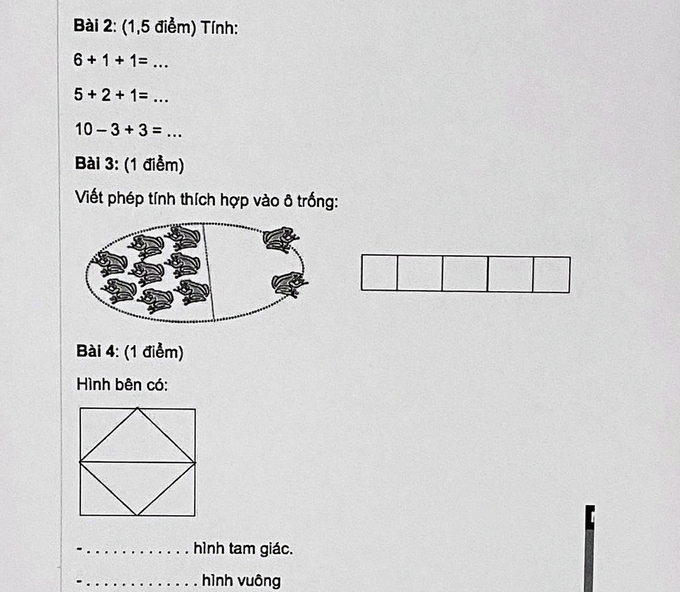 Bài 2: (1,5 điểm) Tính:
6 + 1 + 1= ...
5 + 2 + 1= ...
10 – 3 + 3 = ...
Bài 3: (1 điểm)
Viết phép tính thích hợp vào ô trống:
Bài 4: (1 điểm)
Hình bên có:
- . . . . . . . . . . . . hình tam giác.
- . . . . . . . . . . . . . hình vuông